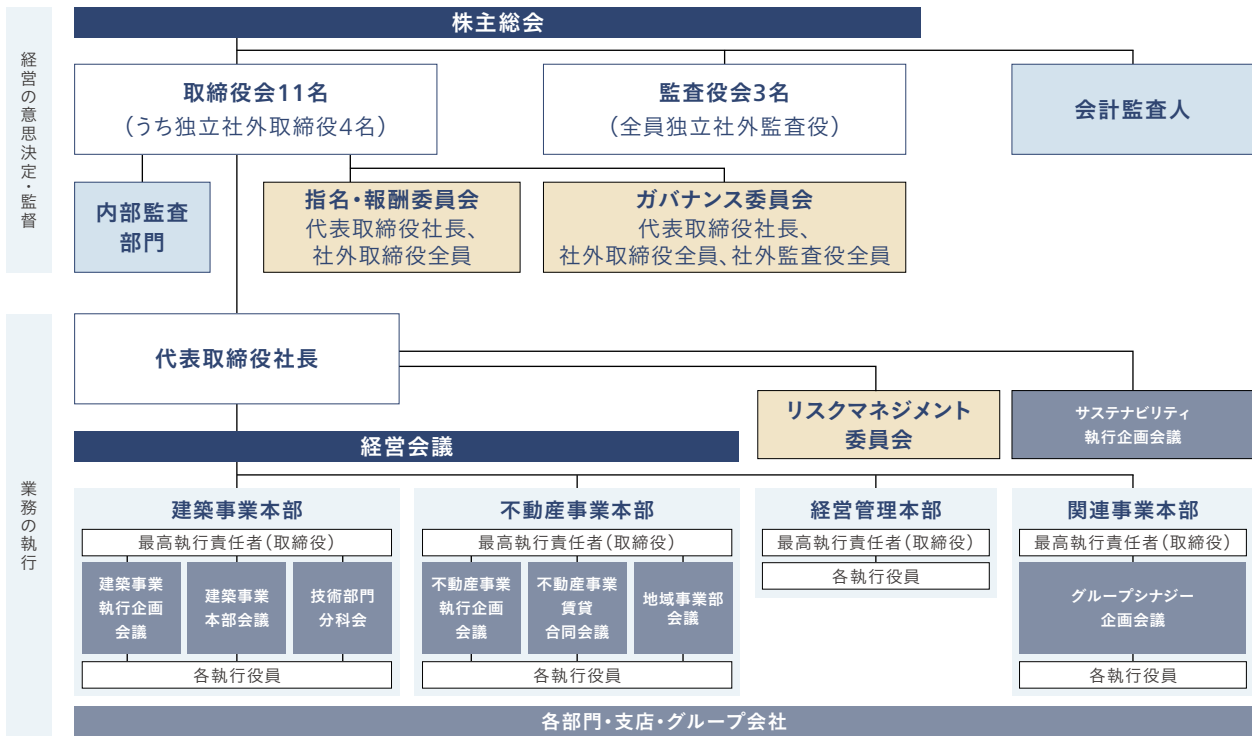 経営の意思決定・監督
株主総会
取締役会11名
(うち独立社外取締役4名)
監査役会3名
(全員独立社外監査役)
会計監査人
内部監査
部門
指名・報酬委員会
代表取締役社長、
社外取締役全員
ガバナンス委員会
代表取締役社長、
社外取締役全員、社外監査役全員
業務の執行
代表取締役社長
リスクマネジメント
委員会
サステナビリティ
執行企画会議
経営会議
建築事業本部
最高執行責任者(取締役)
建築事業
執行企画
会議
建築事業
本部会議
技術部門
分科会
各執行役員
不動産事業本部
最高執行責任者(取締役)
不動産事業
執行企画
会議
不動産事業
賃貸
合同会議
地域事業部
会議
各執行役員
経営管理本部
最高執行責任者(取締役)
各執行役員
関連事業本部
最高執行責任者(取締役)
グループシナジー
企画会議
各執行役員
各部門・支店・グループ会社